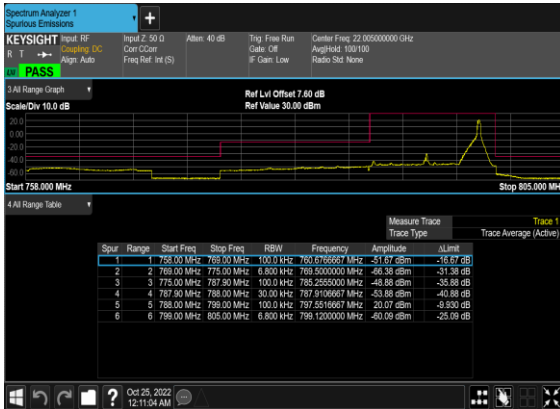 Spectrum Analyzer 1
Spurious Emissions
+
KEYSIGHT Input: RF Input Z: 50 Ω Atten: 40 dB Trig: Free Run Center Freq: 22.005000000 GHz
R T Coupling: DC Corr CCorr Gate: Off Avg|Hold: 100/100
Align: Auto Freq Ref: Int (S) IF Gain: Low Radio Std: None
PASS
3 All Range Graph
Ref Lvl Offset 7.60 dB
Scale/Div 10.0 dB Ref Value 30.00 dBm
20.0
0.00
-20.0
-40.0
-60.0
Start 758.000 MHz Stop 805.000 MH
4 All Range Table
Measure Trace Trace 1
Trace Type Trace Average (Active)
Spur Range Start Freq Stop Freq RBW Frequency Amplitude ΔLimit
1 1 758.00 MHz 769.00 MHz 100.0 kHz 760.6766667 MHz -51.67 dBm -16.67 dB
2 2 769.00 MHz 775.00 MHz 6.800 kHz 769.5000000 MHz -66.38 dBm -31.38 dB
3 3 775.00 MHz 787.90 MHz 100.0 kHz 785.2555000 MHz -48.88 dBm -35.88 dB
4 4 787.90 MHz 788.00 MHz 30.00 kHz 787.9106667 MHz -53.88 dBm -40.88 dB
5 5 788.00 MHz 799.00 MHz 100.0 kHz 797.5516667 MHz 20.07 dBm -9.930 dB
6 6 799.00 MHz 805.00 MHz 6.800 kHz 799.1200000 MHz -60.09 dBm -25.09 dB
? Oct 25, 2022
12:11:04 AM